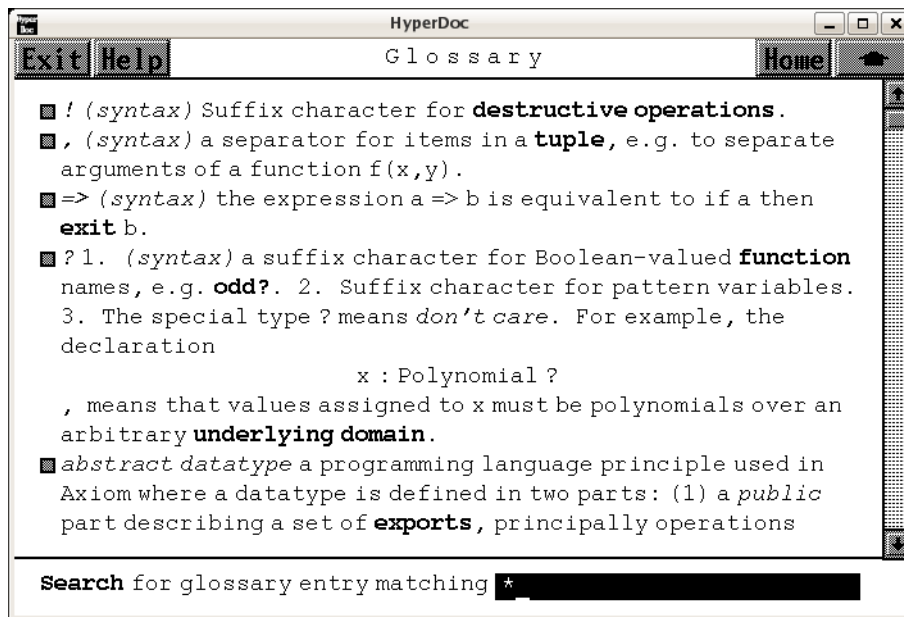 Hyper Doc
HyperDoc
Exit Help Glossary Home
! (syntax) Suffix character for destructive operations.
, (syntax) a separator for items in a tuple, e.g. to separate
arguments of a function f(x,y).
=> (syntax) the expression a => b is equivalent to if a then
exit b.
? 1. (syntax) a suffix character for Boolean-valued function
names, e.g. odd?. 2. Suffix character for pattern variables.
3. The special type ? means don't care. For example, the
declaration
x : Polynomial ?
, means that values assigned to x must be polynomials over an
arbitrary underlying domain.
abstract datatype a programming language principle used in
Axiom where a datatype is defined in two parts: (1) a public
part describing a set of exports, principally operations
Search for glossary entry matching *_